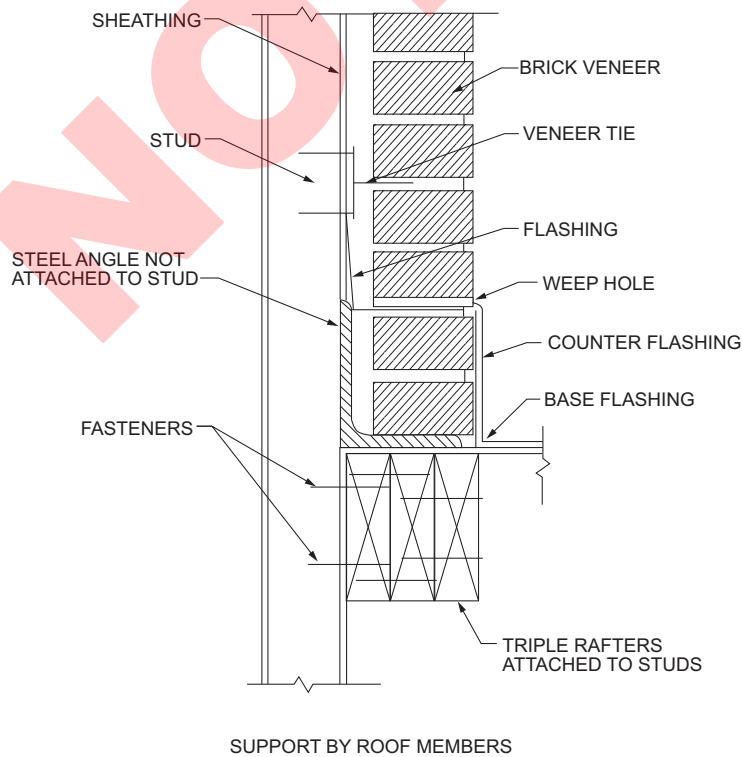 SHEATHING
BRICK VENEER
STUD
VENEER TIE
FLASHING
STEEL ANGLE NOT
ATTACHED TO STUD
WEEP HOLE
COUNTER FLASHING
BASE FLASHING
FASTENERS
TRIPLE RAFTERS
ATTACHED TO STUDS
SUPPORT BY ROOF MEMBERS
NO